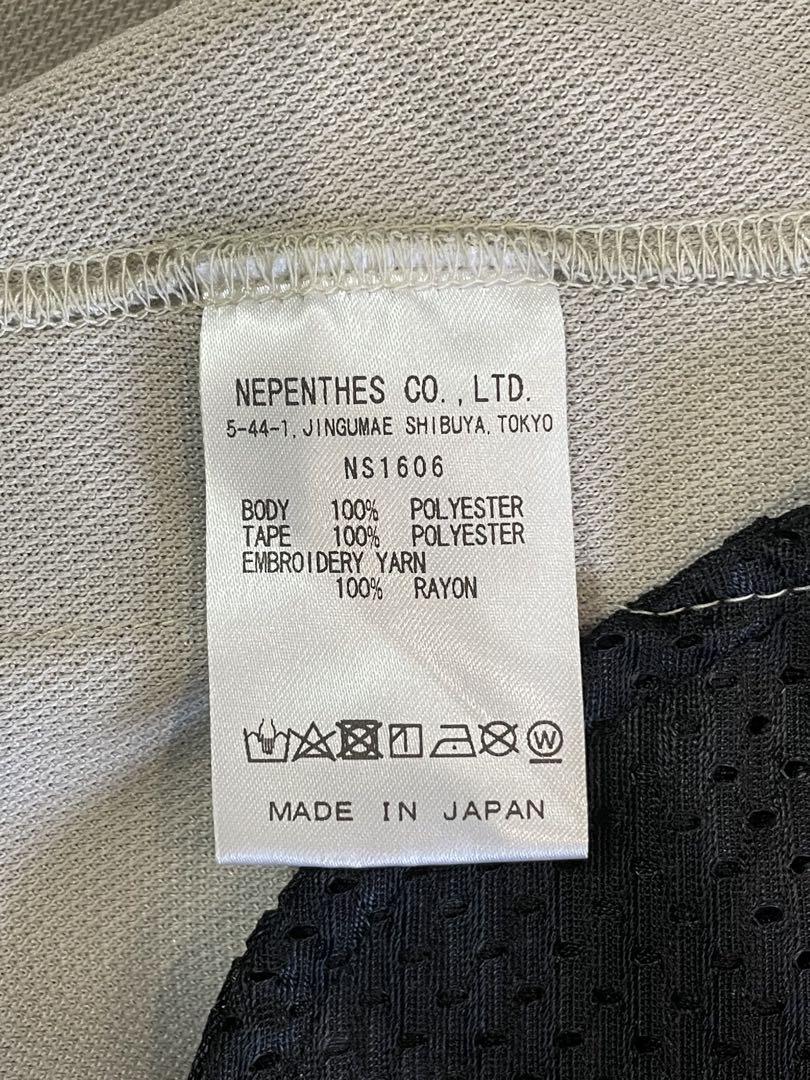 NEPENTHES CO.,LTD.
5-44-1, JINGUMAE SHIBUYA, TOKYO
NS1606
BODY 100% POLYESTER
TAPE 100% POLYESTER
EMBROIDERY YARN
100% RAYON
W
MADE IN JAPAN